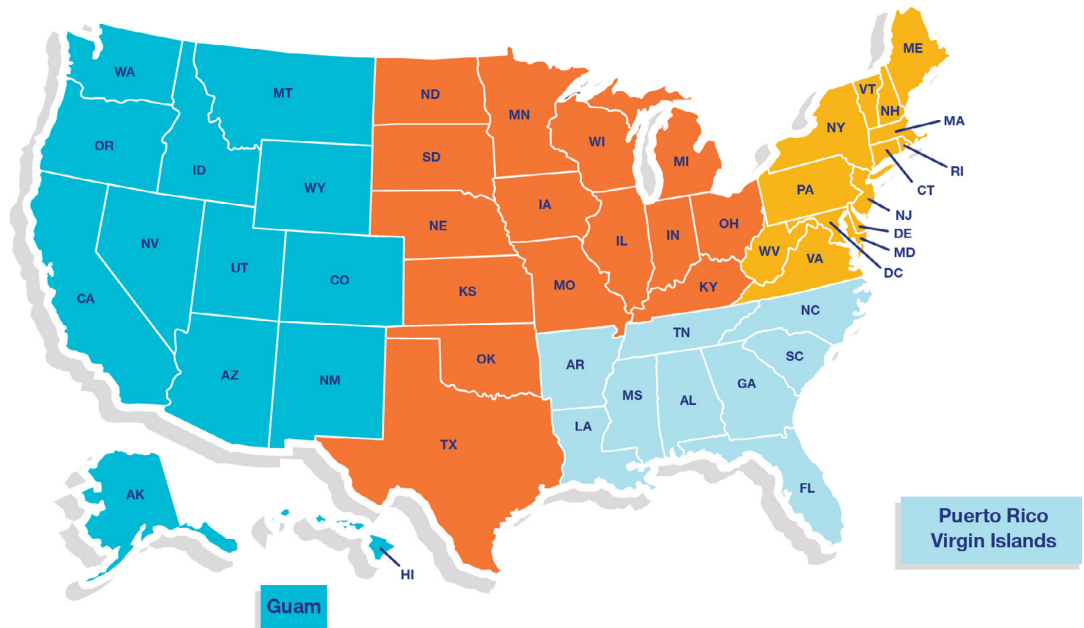 ME
WA
VT
MT
ND
MN
NH
MA
NY
OR
WI
SD
MI
RI
ID
PA
WY
CT
IA
NJ
NE
OH
DE
IL
IN
NV
WV
MD
UT
VA
DC
CO
MO
KS
KY
CA
NC
TN
SC
OK
AR
AZ
NM
GA
MS
AL
LA
TX
FL
AK
Puerto Rico
Virgin Islands
HI
Guam